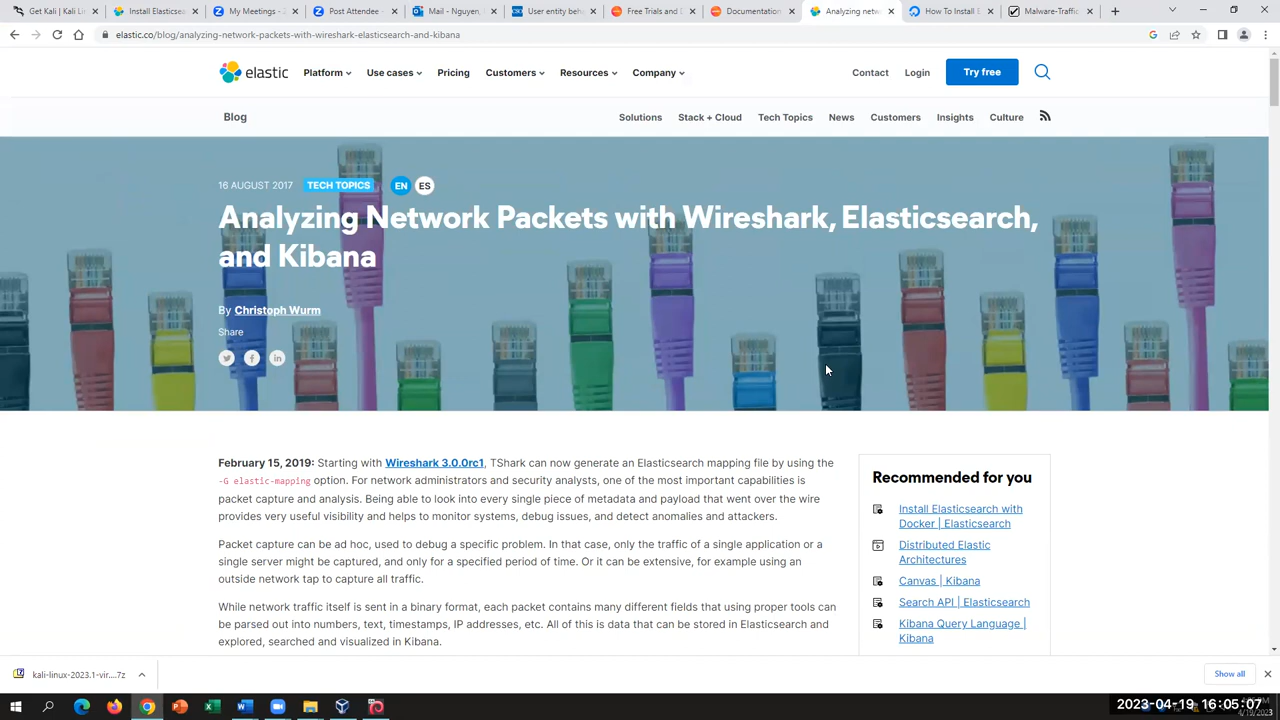 Get Kali | Kali Li
Install Elasticsea
My Meetings - Z
Post Attendee -
Mail - Nguyen,
User entity beha
Free Trials and D
Documentation
Analyzing netw
How To Install E
Malware-Traffic
elastic.co/blog/analyzing-network-packets-with-wireshark-elasticsearch-and-kibana
elastic
Platform
Use cases
Pricing
Customers
Resources
Company
Contact
Login
Try free
Blog
Solutions
Stack + Cloud
Tech Topics
News
Customers
Insights
Culture
16 AUGUST 2017
TECH TOPICS
EN
ES
Analyzing Network Packets with Wireshark, Elasticsearch,
and Kibana
By Christoph Wurm
Share
February 15, 2019: Starting with Wireshark 3.0.0rc1, TShark can now generate an Elasticsearch mapping file by using the
-G elastic-mapping option. For network administrators and security analysts, one of the most important capabilities is
packet capture and analysis. Being able to look into every single piece of metadata and payload that went over the wire
provides very useful visibility and helps to monitor systems, debug issues, and detect anomalies and attackers.
Packet capture can be ad hoc, used to debug a specific problem. In that case, only the traffic of a single application or a
single server might be captured, and only for a specified period of time. Or it can be extensive, for example using an
outside network tap to capture all traffic.
While network traffic itself is sent in a binary format, each packet contains many different fields that using proper tools can
be parsed out into numbers, text, timestamps, IP addresses, etc. All of this is data that can be stored in Elasticsearch and
explored, searched and visualized in Kibana.
Recommended for you
Install Elasticsearch with
Docker | Elasticsearch
Distributed Elastic
Architectures
Canvas | Kibana
Search API | Elasticsearch
Kibana Query Language |
Kibana
kali-linux-2023.1-vir....7z
Show all
2023-04-19 16:05:07